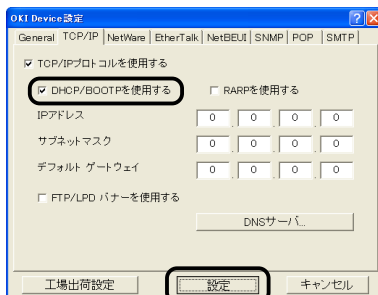 OKI Device設定
General TCP/IP NetWare EtherTalk NetBEUI SNMP POP SMTP
TCP/IPプロトコルを使用する
DHCP/BOOTPを使用する RARPを使用する
IPアドレス 0 . 0 . 0 . 0
サブネットマスク 0 . 0 . 0 . 0
デフォルト ゲートウェイ 0 . 0 . 0 . 0
FTP/LPD バナーを使用する
DNSサーバ...
工場出荷設定 設定 キャンセル